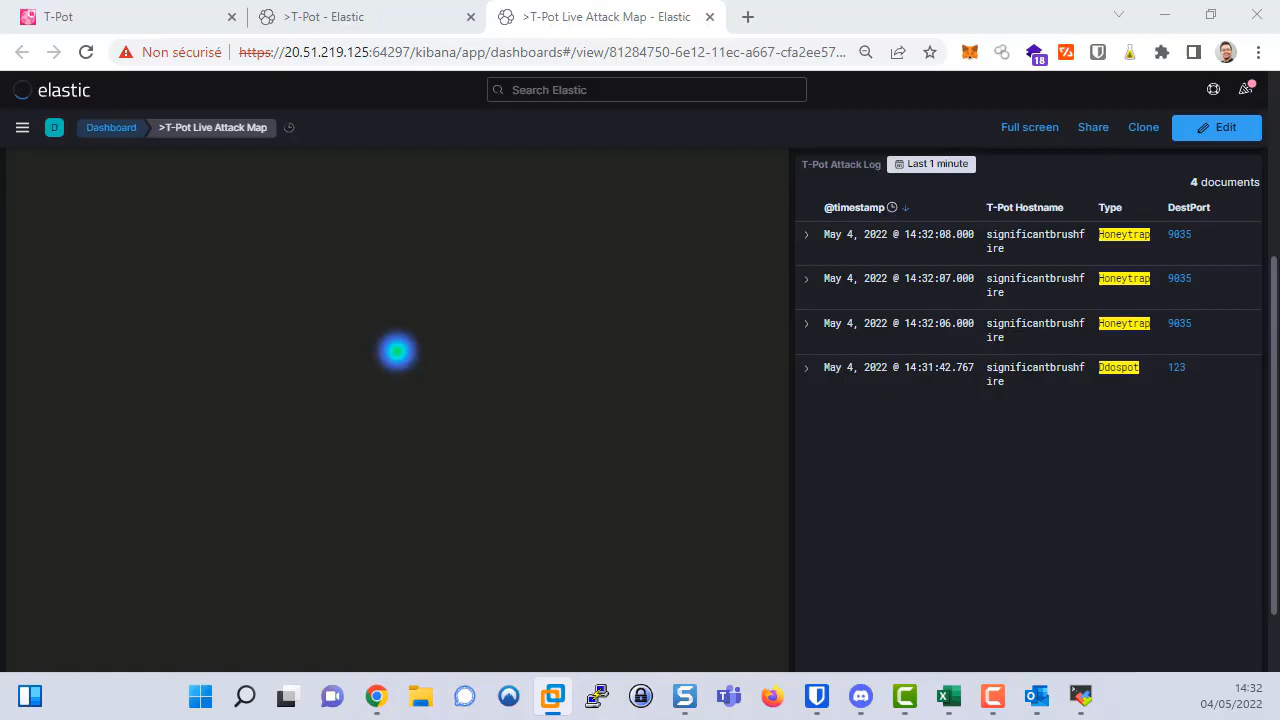 T-Pot
>T-Pot - Elastic
>T-Pot Live Attack Map - Elastic
Non sécurisé
https://20.51.219.125:64297/kibana/app/dashboards#/view/81284750-6e12-11ec-a667-cfa2ee57...
18
elastic
Search Elastic
D
Dashboard
>T-Pot Live Attack Map
Full screen
Share
Clone
Edit
T-Pot Attack Log
Last 1 minute
4 documents
@timestamp T-Pot Hostname Type DestPort
May 4, 2022 @ 14:32:08.000 significantbrushf Honeytrap 9035
ire
May 4, 2022 @ 14:32:07.000 significantbrushf Honeytrap 9035
ire
May 4, 2022 @ 14:32:06.000 significantbrushf Honeytrap 9035
ire
May 4, 2022 @ 14:31:42.767 significantbrushf Ddospot 123
ire
14:32
04/05/2022